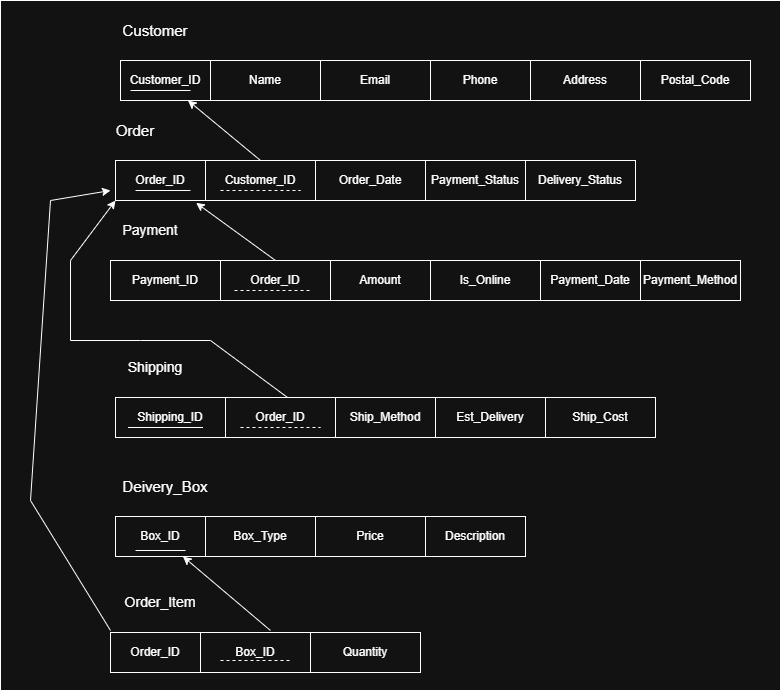 Customer
Customer_ID Name Email Phone Address Postal_Code
Order
Order_ID Customer_ID Order_Date Payment_Status Delivery_Status
Payment
Payment_ID Order_ID Amount Is_Online Payment_Date Payment_Method
Shipping
Shipping_ID Order_ID Ship_Method Est_Delivery Ship_Cost
Deivery_Box
Box_ID Box_Type Price Description
Order_Item
Order_ID Box_ID Quantity